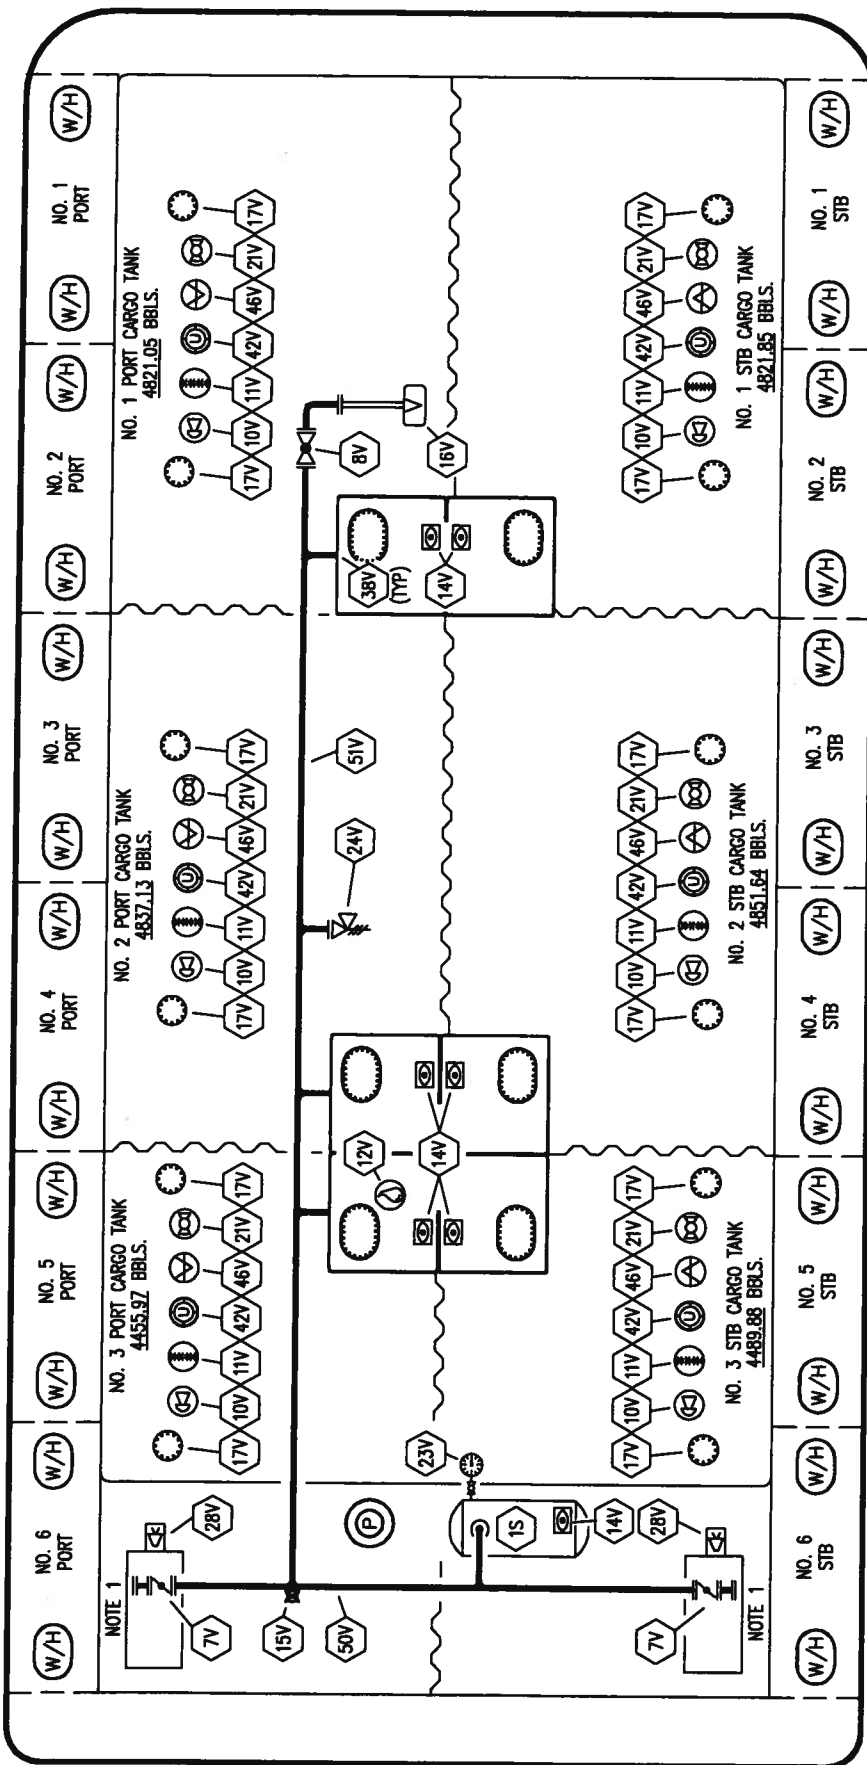 W/H
NO. 6
PORT
W/H
W/H
NO. 5
PORT
W/H
W/H
NO. 4
PORT
W/H
W/H
NO. 3
PORT
W/H
W/H
NO. 2
PORT
W/H
W/H
NO. 1
PORT
W/H
NOTE 1
28V
7V
15V
50V
P
NO. 3 PORT CARGO TANK
4455.97 BBLS.
U
17V
10V
11V
42V
46V
21V
17V
NO. 2 PORT CARGO TANK
4837.13 BBLS.
U
17V
10V
11V
42V
46V
21V
17V
NO. 1 PORT CARGO TANK
4821.05 BBLS.
U
17V
10V
11V
42V
46V
21V
17V
12V
14V
24V
51V
38V
(TYP)
14V
8V
V
16V
23V
1S
14V
28V
7V
NOTE 1
17V
10V
11V
42V
46V
21V
17V
U
NO. 3 STB CARGO TANK
4489.88 BBLS.
17V
10V
11V
42V
46V
21V
17V
U
NO. 2 STB CARGO TANK
4851.64 BBLS.
17V
10V
11V
42V
46V
21V
17V
U
NO. 1 STB CARGO TANK
4821.85 BBLS.
W/H
NO. 6
STB
W/H
W/H
NO. 5
STB
W/H
W/H
NO. 4
STB
W/H
W/H
NO. 3
STB
W/H
W/H
NO. 2
STB
W/H
W/H
NO. 1
STB
W/H